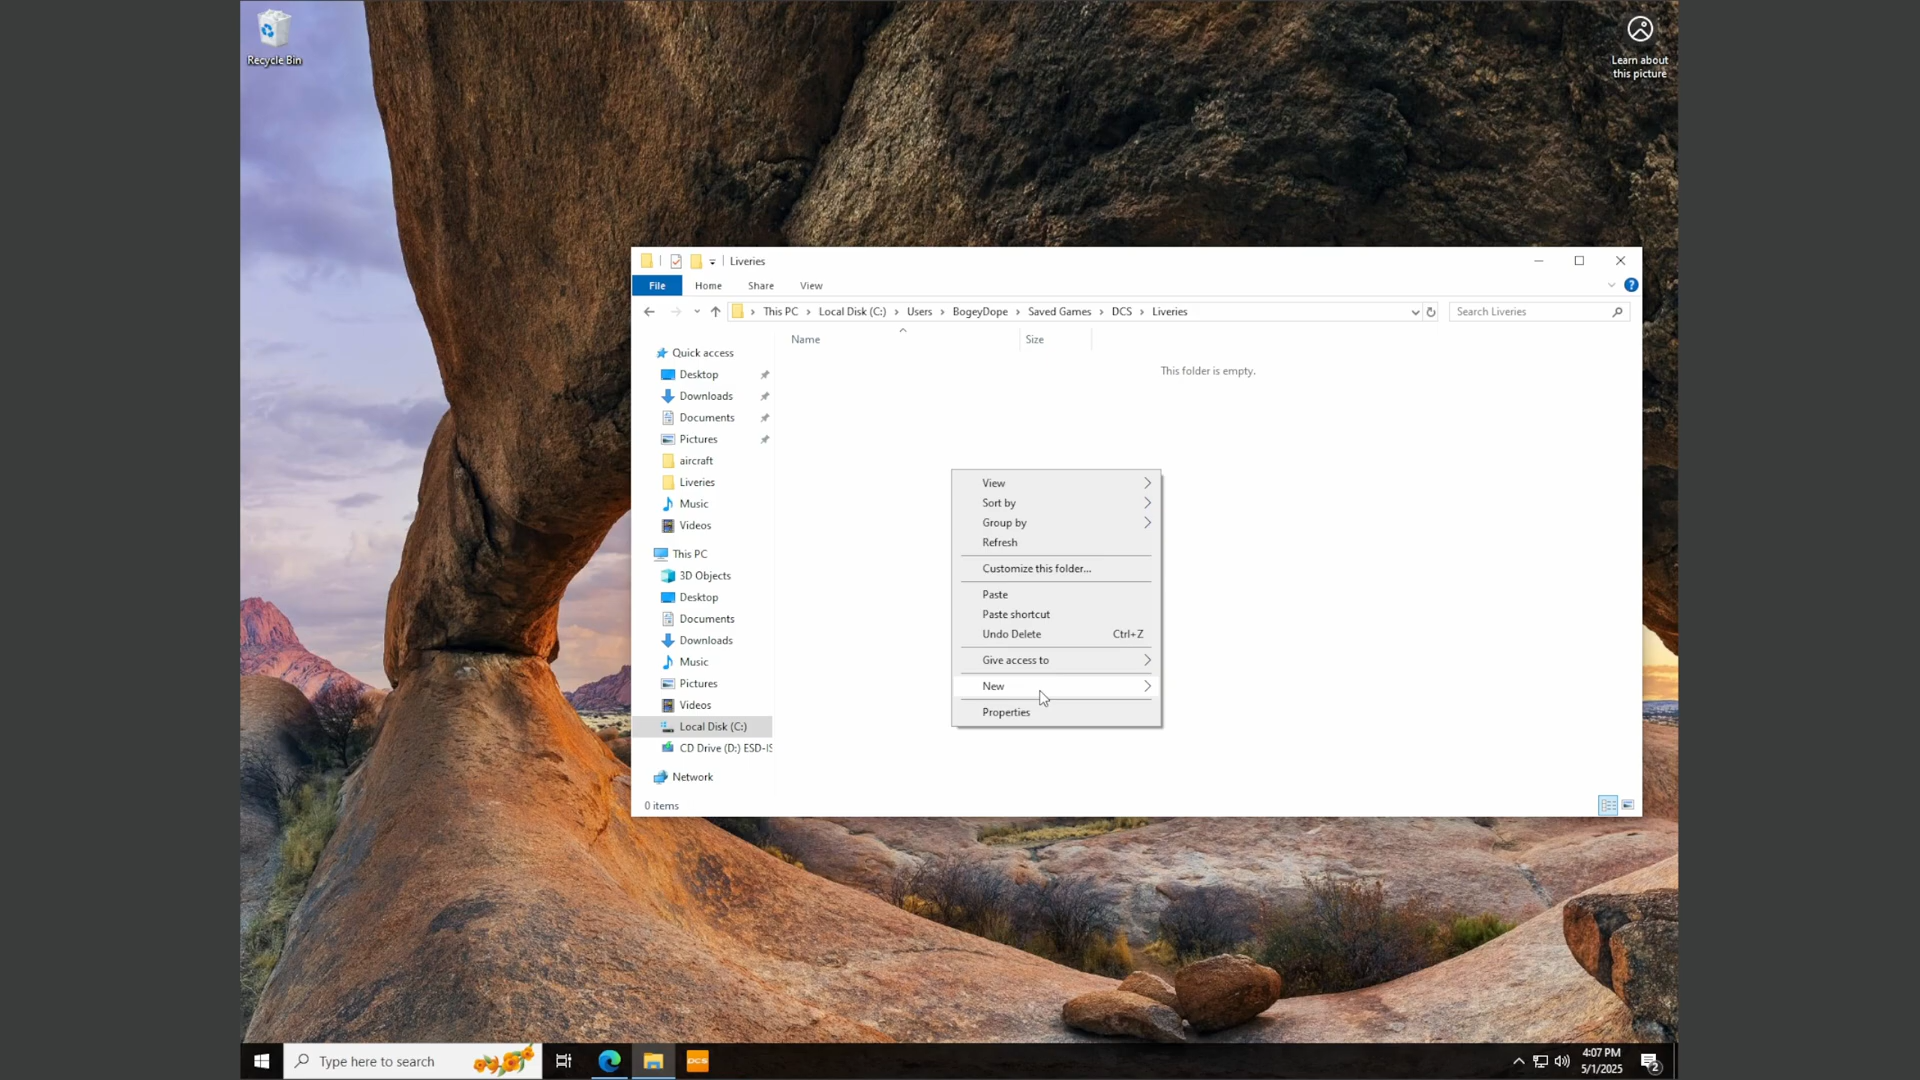 Recycle Bin
Learn about
this picture
Liveries
File Home Share View
This PC Local Disk (C:) Users BogeyDope Saved Games DCS Liveries
Search Liveries
Name Size
This folder is empty.
Quick access
Desktop
Downloads
Documents
Pictures
aircraft
Liveries
Music
Videos
This PC
3D Objects
Desktop
Documents
Downloads
Music
Pictures
Videos
Local Disk (C:)
CD Drive (D:) ESD-IS
Network
0 items
View
Sort by
Group by
Refresh
Customize this folder...
Paste
Paste shortcut
Undo Delete Ctrl+Z
Give access to
New
Properties
Type here to search
DCS
4:07 PM
5/1/2025
2